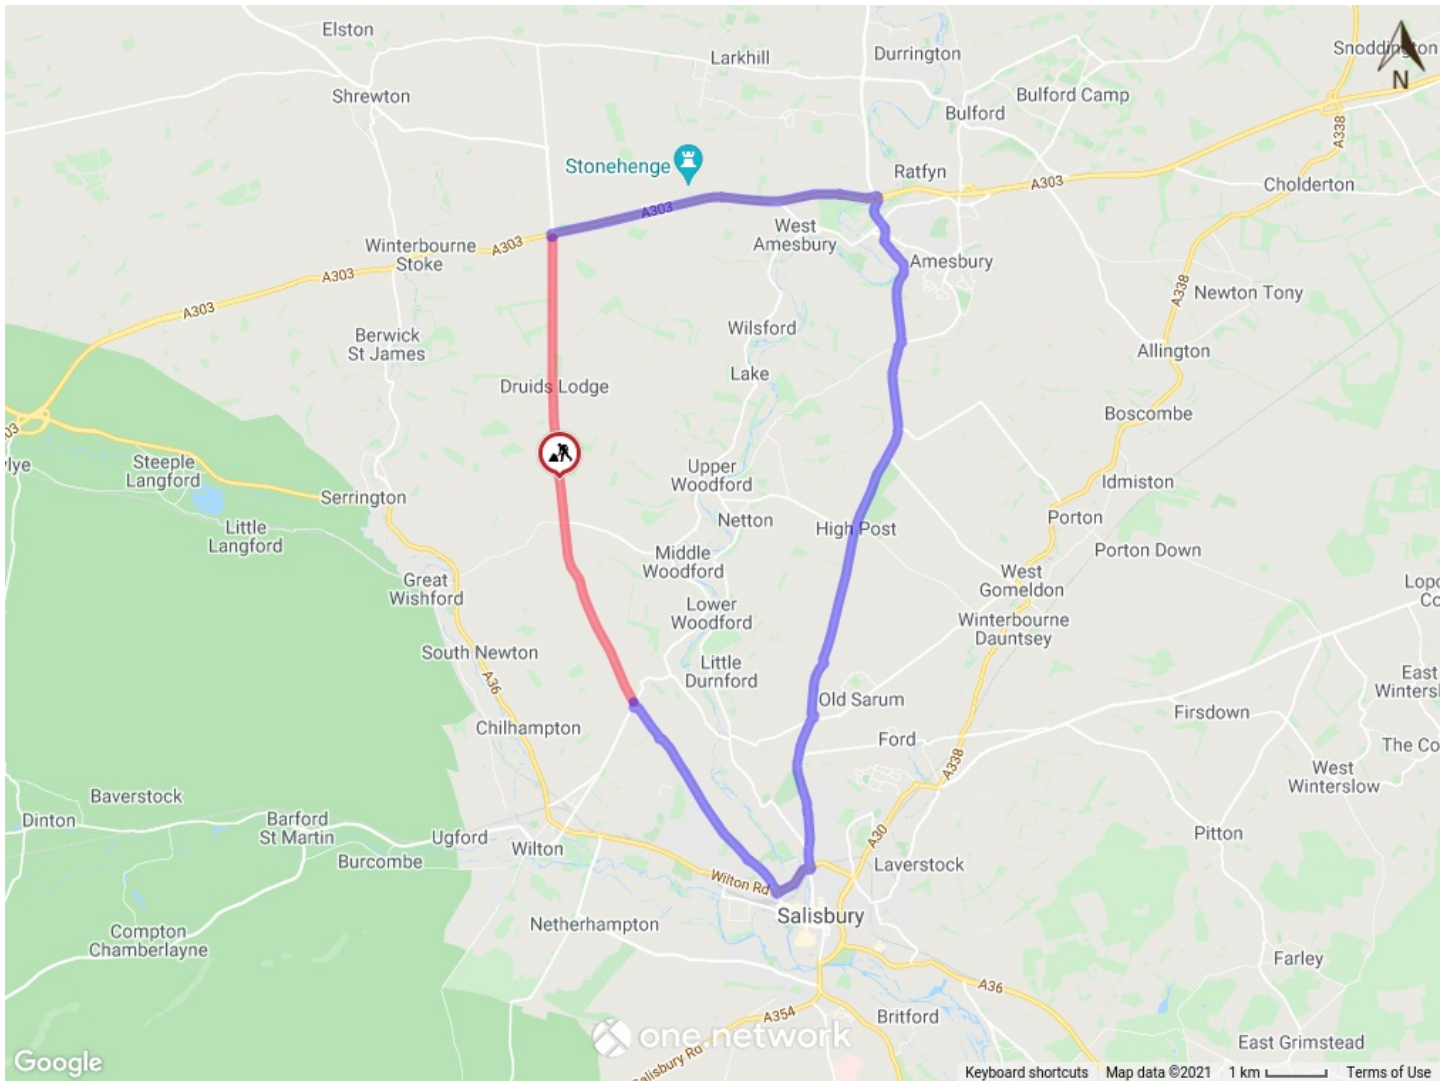 Elston
Larkhill
Durrington
Snoddington
N
Shrewton
Bulford Camp
Bulford
A338
Stonehenge
Ratfyn
A303
Cholderton
A303
West
Amesbury
Winterbourne
Stoke
A303
Amesbury
A303
A338
Newton Tony
A303
Berwick
St James
Wilsford
Allington
Lake
Druids Lodge
Boscombe
03
lye
Steeple
Langford
Upper
Woodford
Idmiston
Serrington
Netton
High Post
Porton
Little
Langford
Middle
Woodford
Porton Down
Great
Wishford
West
Gomeldon
Lower
Woodford
Winterbourne
Dauntsey
South Newton
Little
Durnford
A36
Old Sarum
East
Firsdown
Chilhampton
Ford
The Co
A338
West
Winterslow
Baverstock
Dinton
Barford
St Martin
Ugford
Wilton
A30
Pitton
Burcombe
Laverstock
Wilton Rd
Salisbury
Netherhampton
Compton
Chamberlayne
Farley
A36
A354
Britford
one.network
Salisbury Rd
East Grimstead
Google
Keyboard shortcuts
Map data ©2021
1 km
Terms of Use